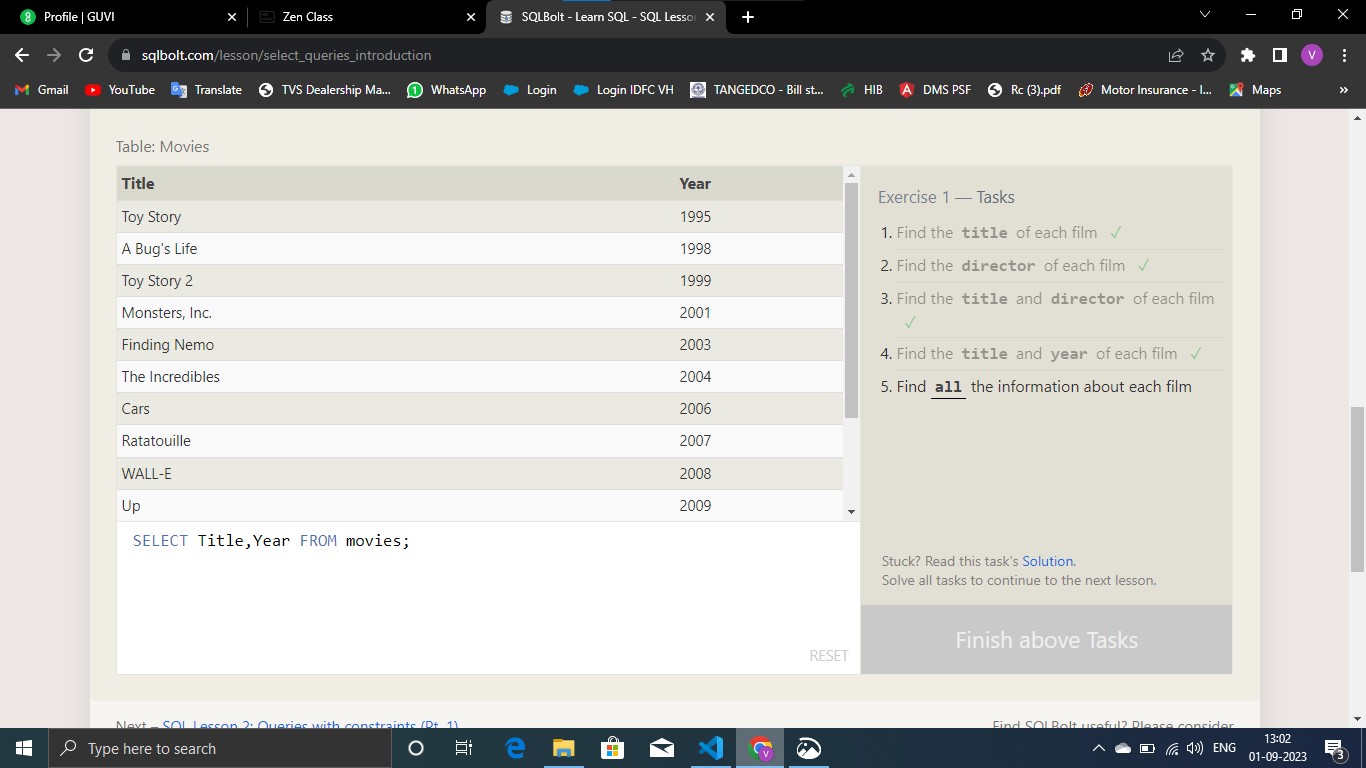 Profile | GUVI
Zen Class
SQLBolt - Learn SQL - SQL Lesson
sqlbolt.com/lesson/select_queries_introduction
V
Gmail YouTube Translate TVS Dealership Ma... WhatsApp Login Login IDFC VH TANGEDCO - Bill st... HIB DMS PSF Rc (3).pdf Motor Insurance - I... Maps »
Table: Movies
Title Year
Toy Story 1995
A Bug's Life 1998
Toy Story 2 1999
Monsters, Inc. 2001
Finding Nemo 2003
The Incredibles 2004
Cars 2006
Ratatouille 2007
WALL-E 2008
Up 2009
SELECT Title,Year FROM movies;
RESET
Exercise 1 — Tasks
1. Find the title of each film ✓
2. Find the director of each film ✓
3. Find the title and director of each film
✓
4. Find the title and year of each film ✓
5. Find all the information about each film
Stuck? Read this task's Solution.
Solve all tasks to continue to the next lesson.
Finish above Tasks
Next – SQL Lesson 2: Queries with constraints (Pt. 1)
Find SQLBolt useful? Please consider
Type here to search
ENG
13:02
01-09-2023
3